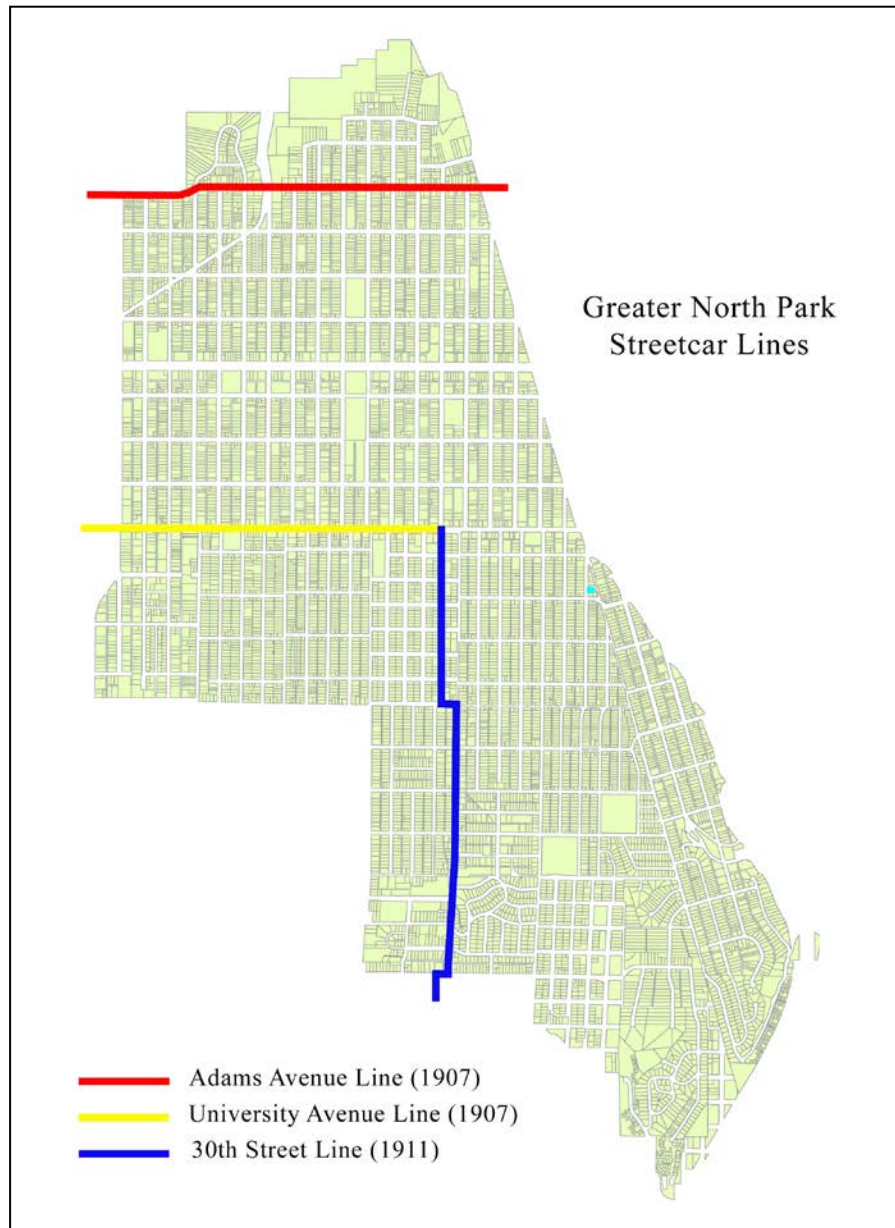 Greater North Park
Streetcar Lines
Adams Avenue Line (1907)
University Avenue Line (1907)
30th Street Line (1911)